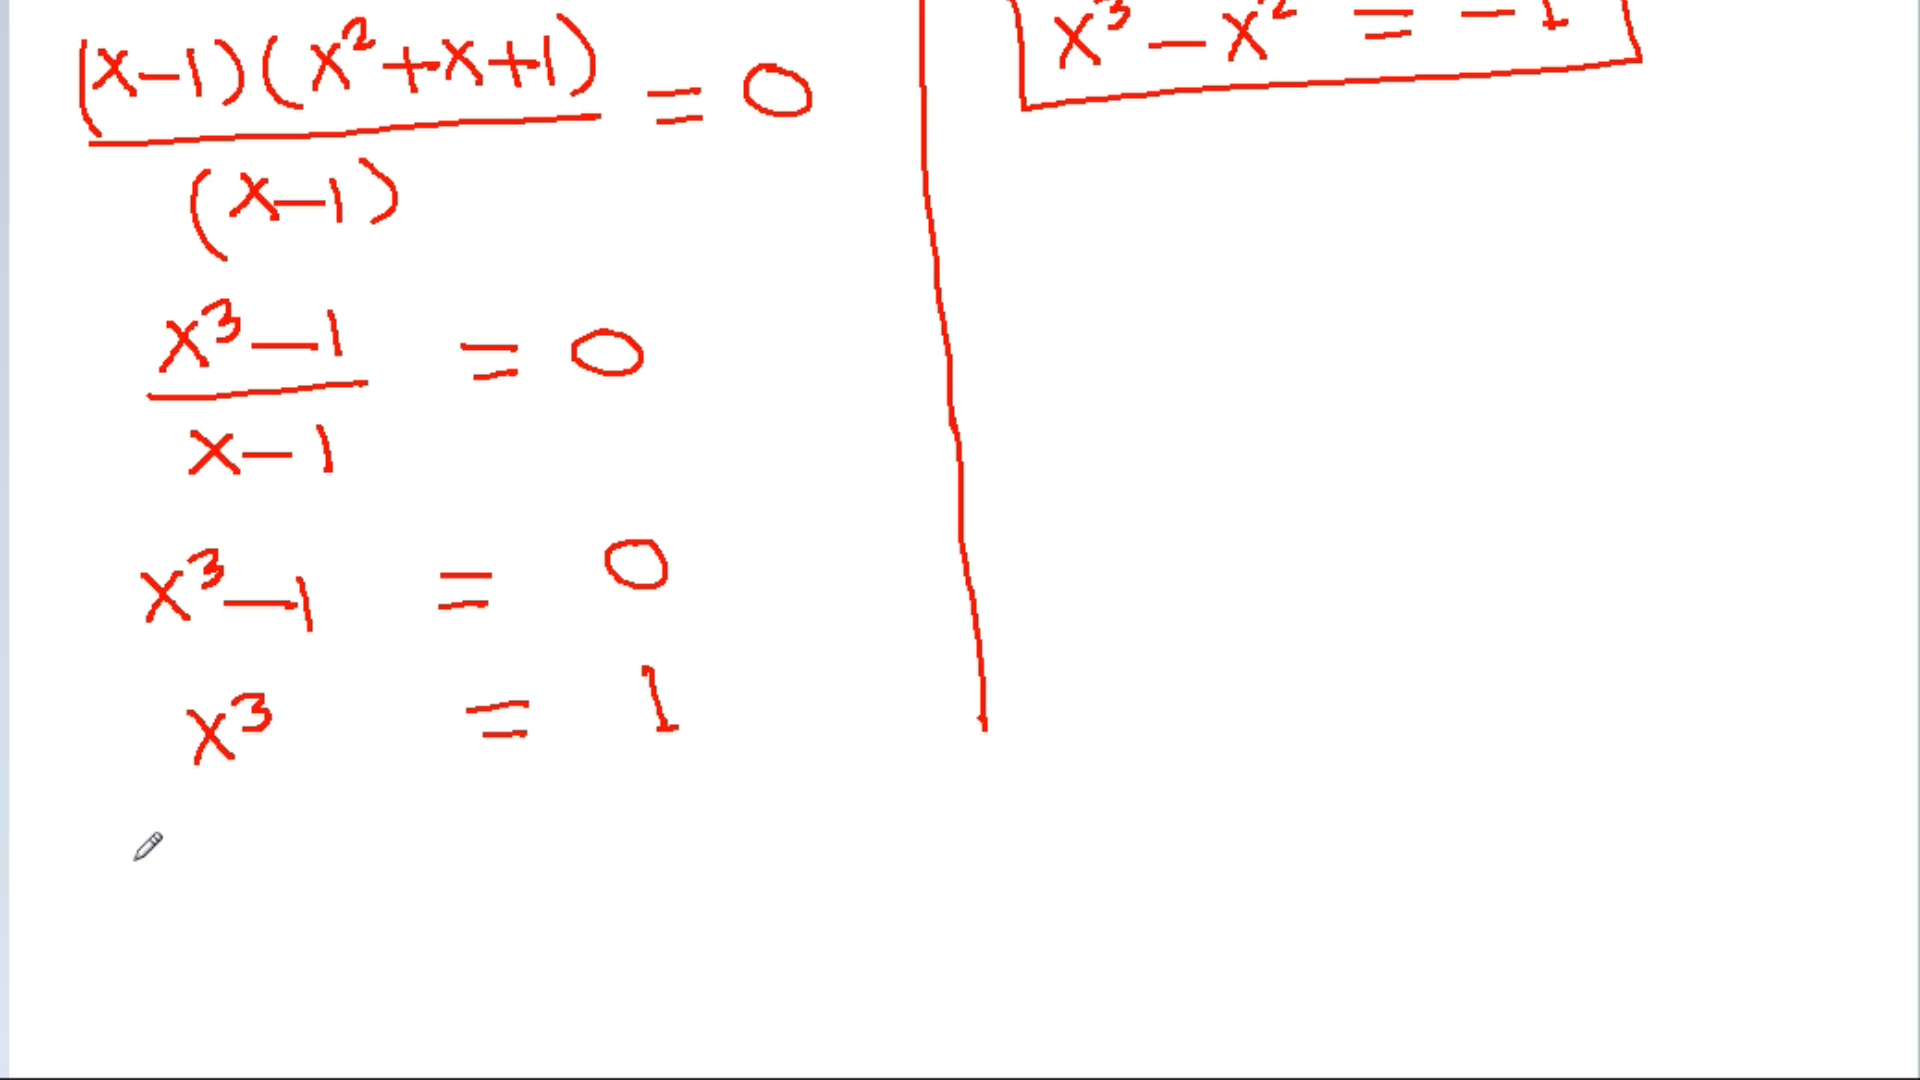 (x-1)(x²+x+1) = 0
(x-1)
x³-1 = 0
x-1
x³-1 = 0
x³ = 1
x³-x² = -1